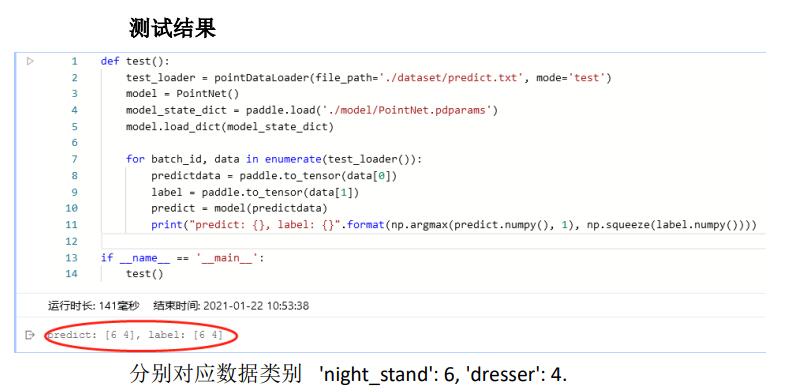 测试结果
1 def test():
2 test_loader = pointDataLoader(file_path='./dataset/predict.txt', mode='test')
3 model = PointNet()
4 model_state_dict = paddle.load('./model/PointNet.pdparams')
5 model.load_dict(model_state_dict)
6
7 for batch_id, data in enumerate(test_loader()):
8 predictdata = paddle.to_tensor(data[0])
9 label = paddle.to_tensor(data[1])
10 predict = model(predictdata)
11 print("predict: {}, label: {}".format(np.argmax(predict.numpy(), 1), np.squeeze(label.numpy())))
12
13 if __name__ == '__main__':
14 test()
运行时长: 141毫秒 结束时间: 2021-01-22 10:53:38
predict: [6 4], label: [6 4]
分别对应数据类别 'night_stand': 6, 'dresser': 4.